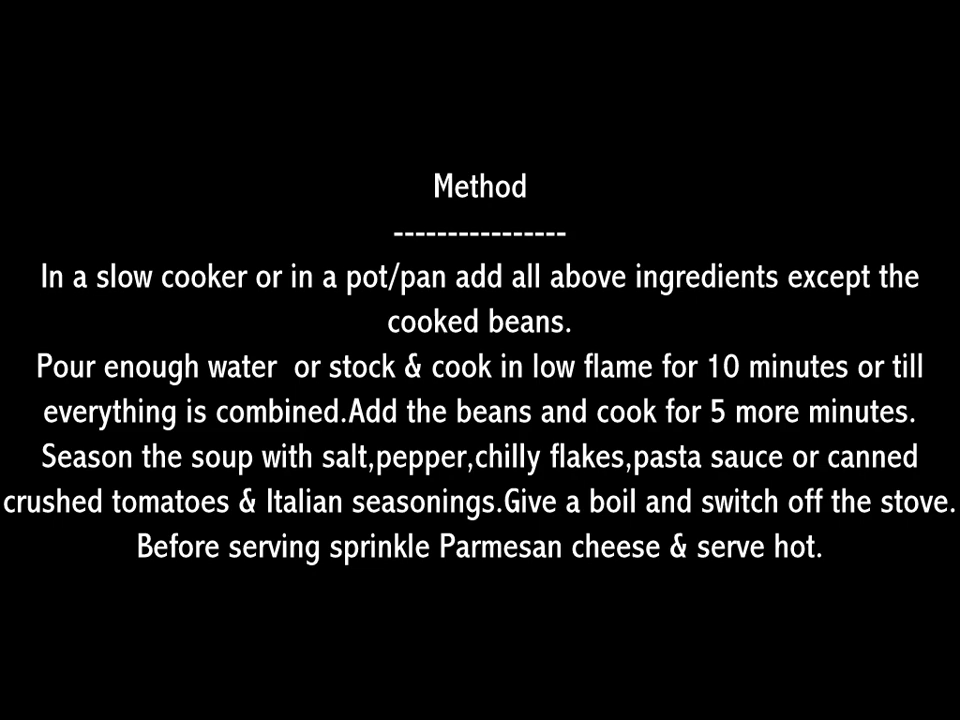 Method
----------------
In a slow cooker or in a pot/pan add all above ingredients except the
cooked beans.
Pour enough water  or stock & cook in low flame for 10 minutes or till
everything is combined.Add the beans and cook for 5 more minutes.
Season the soup with salt,pepper,chilly flakes,pasta sauce or canned
crushed tomatoes & Italian seasonings.Give a boil and switch off the stove.
Before serving sprinkle Parmesan cheese & serve hot.